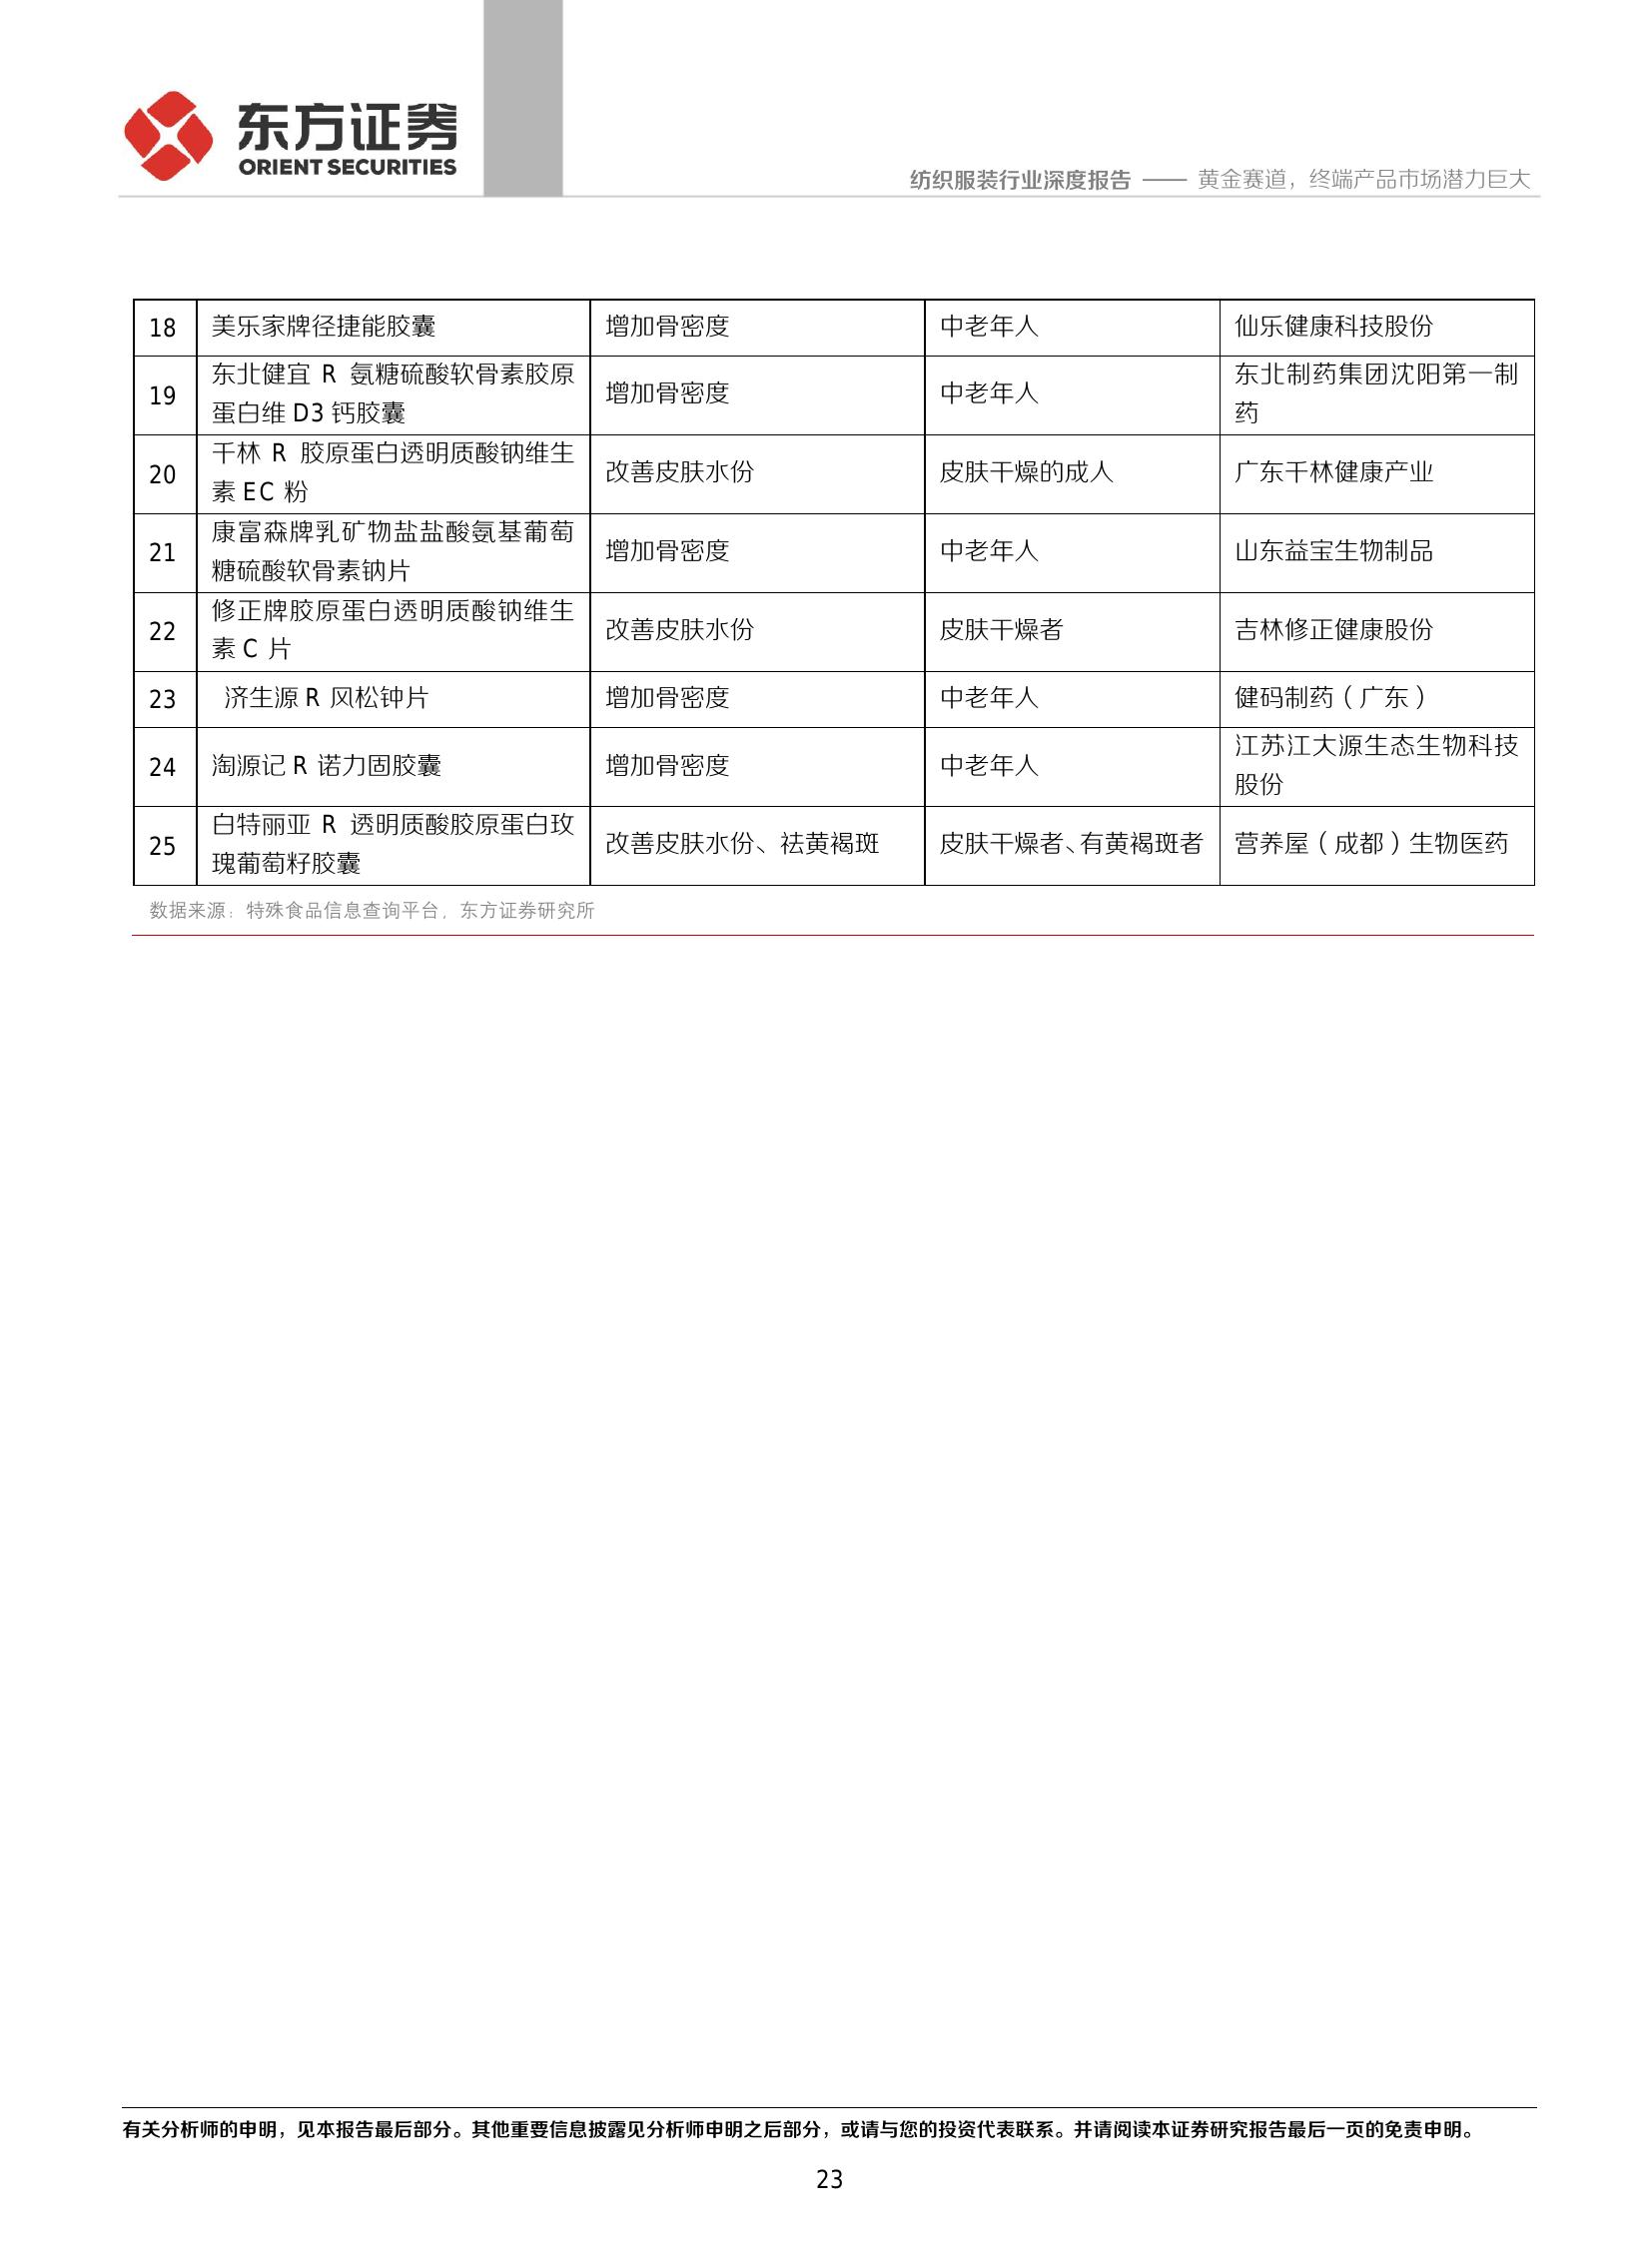 东方证券
ORIENT SECURITIES
纺织服装行业深度报告 —— 黄金赛道，终端产品市场潜力巨大
18 美乐家牌径捷能胶囊 增加骨密度 中老年人 仙乐健康科技股份
19 东北健宜 R 氨糖硫酸软骨素胶原
蛋白维 D3 钙胶囊 增加骨密度 中老年人 东北制药集团沈阳第一制
药
20 千林 R 胶原蛋白透明质酸钠维生
素 EC 粉 改善皮肤水份 皮肤干燥的成人 广东千林健康产业
21 康富森牌乳矿物盐盐酸氨基葡萄
糖硫酸软骨素钠片 增加骨密度 中老年人 山东益宝生物制品
22 修正牌胶原蛋白透明质酸钠维生
素 C 片 改善皮肤水份 皮肤干燥者 吉林修正健康股份
23 济生源 R 风松钟片 增加骨密度 中老年人 健码制药（广东）
24 淘源记 R 诺力固胶囊 增加骨密度 中老年人 江苏江大源生态生物科技
股份
25 白特丽亚 R 透明质酸胶原蛋白玫
瑰葡萄籽胶囊 改善皮肤水份、祛黄褐斑 皮肤干燥者、有黄褐斑者 营养屋（成都）生物医药
数据来源：特殊食品信息查询平台，东方证券研究所
有关分析师的申明，见本报告最后部分。其他重要信息披露见分析师申明之后部分，或请与您的投资代表联系。并请阅读本证券研究报告最后一页的免责申明。
23